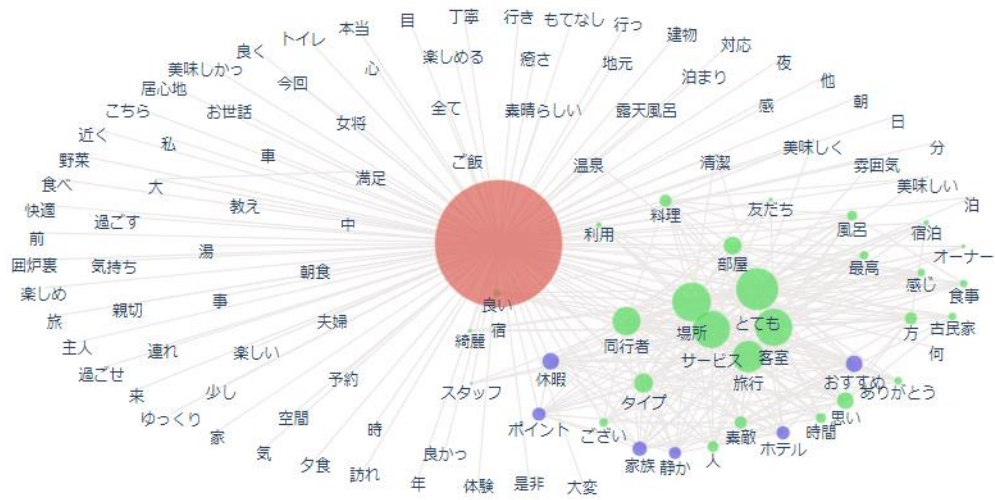 目
丁寧
行き
もてなし
行っ
本当
トイレ
建物
対応
良く
楽しめる
癒さ
地元
夜
美味しかっ
心
泊まり
他
居心地
今回
こちら
お世話
全て
素晴らしい
露天風呂
感
朝
近く
女将
日
私
野菜
車
ご飯
温泉
清潔
美味しく
分
雰囲気
食べ
大
満足
美味しい
快適
過ごす
教え
料理
友たち
泊
中
利用
風呂
宿泊
前
湯
オーナー
囲炉裏
気持ち
朝食
部屋
最高
感じ
楽しめ
食事
親切
事
良い
旅
夫婦
宿
場所
とても
方
古民家
主人
連れ
楽しい
綺麗
同行者
サービス
客室
何
過ごせ
予約
休暇
旅行
おすすめ
来
少し
スタッフ
タイプ
ありがとう
ゆっくり
空間
ポイント
ござい
思い
家
時
素敵
時間
気
良かっ
ホテル
夕食
訪れ
家族
静か
人
年
体験
是非
大変